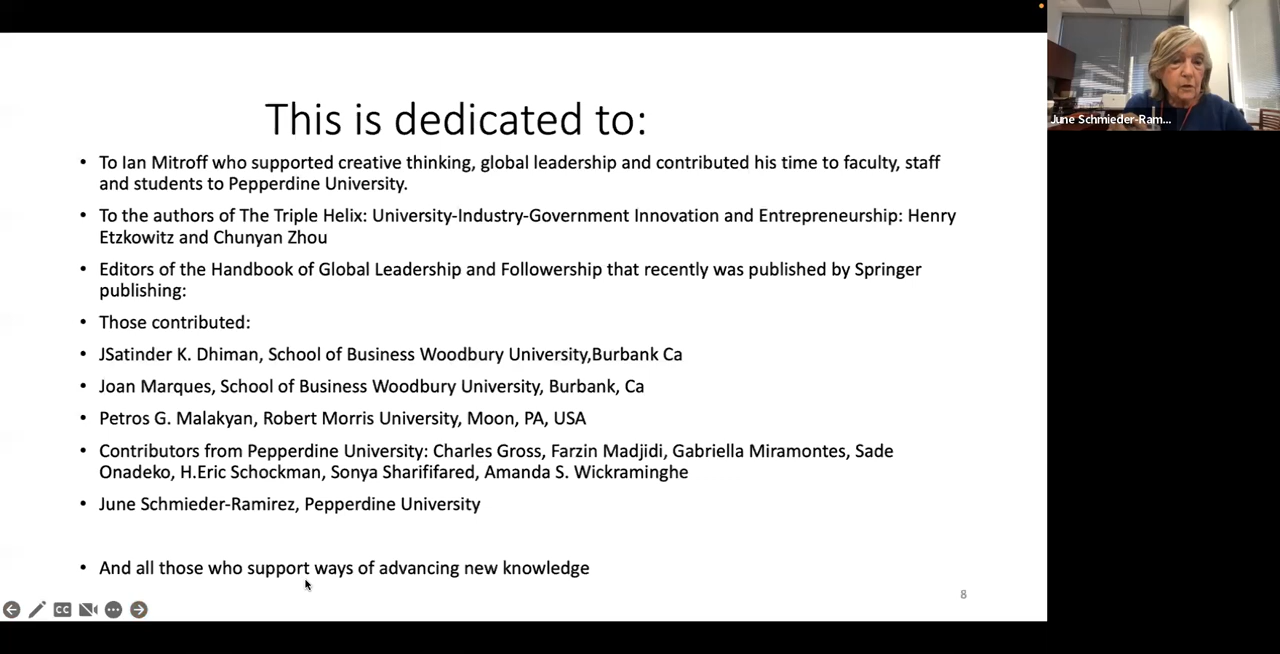 This is dedicated to:
• To Ian Mitroff who supported creative thinking, global leadership and contributed his time to faculty, staff
and students to Pepperdine University.
• To the authors of The Triple Helix: University-Industry-Government Innovation and Entrepreneurship: Henry
Etzkowitz and Chunyan Zhou
• Editors of the Handbook of Global Leadership and Followership that recently was published by Springer
publishing:
• Those contributed:
• JSatinder K. Dhiman, School of Business Woodbury University,Burbank Ca
• Joan Marques, School of Business Woodbury University, Burbank, Ca
• Petros G. Malakyan, Robert Morris University, Moon, PA, USA
• Contributors from Pepperdine University: Charles Gross, Farzin Madjidi, Gabriella Miramontes, Sade
Onadeko, H.Eric Schockman, Sonya Sharififared, Amanda S. Wickraminghe
• June Schmieder-Ramirez, Pepperdine University
• And all those who support ways of advancing new knowledge
8
CC
June Schmieder-Ram...